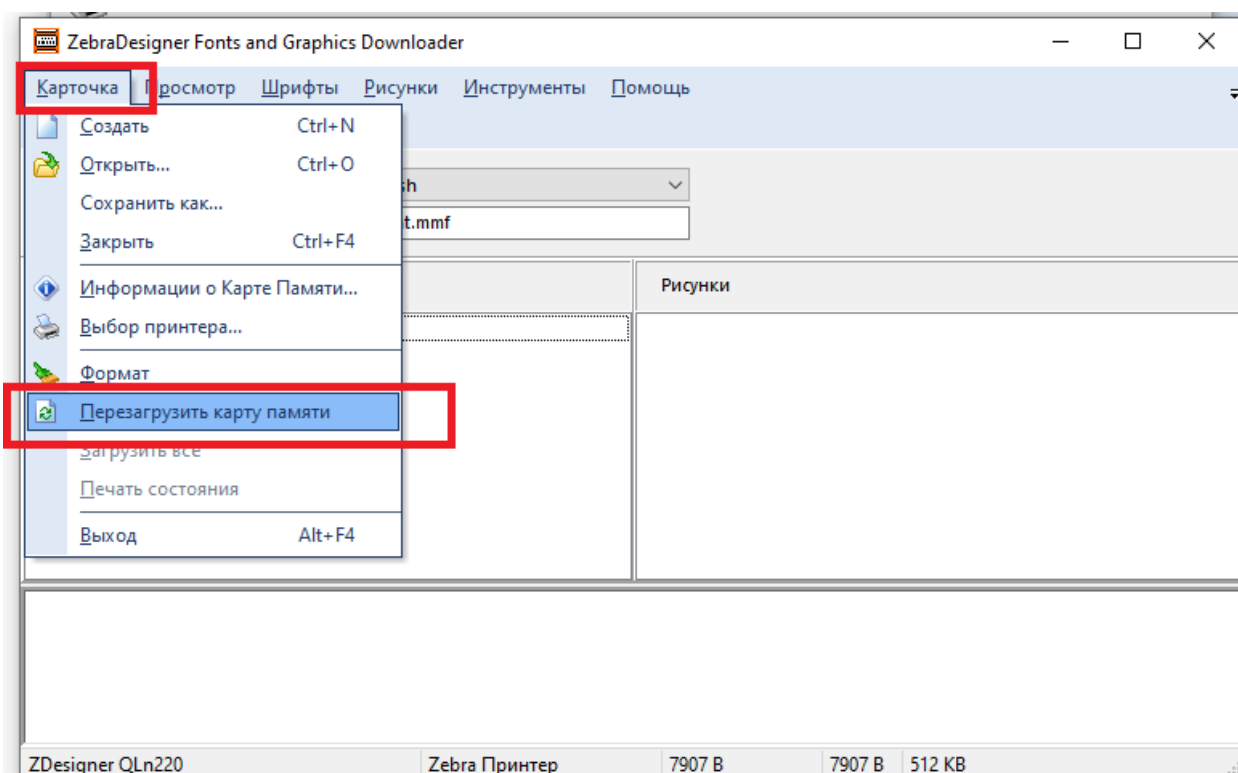 ZebraDesigner Fonts and Graphics Downloader
Карточка Просмотр Шрифты Рисунки Инструменты Помощь
Создать Ctrl+N
Открыть... Ctrl+O
Сохранить как...
Закрыть Ctrl+F4
Информации о Карте Памяти...
Выбор принтера...
Формат
Перезагрузить карту памяти
Загрузить все
Печать состояния
Выход Alt+F4
t.mmf
Рисунки
ZDesigner QLn220 Zebra Принтер 7907 B 7907 B 512 KB